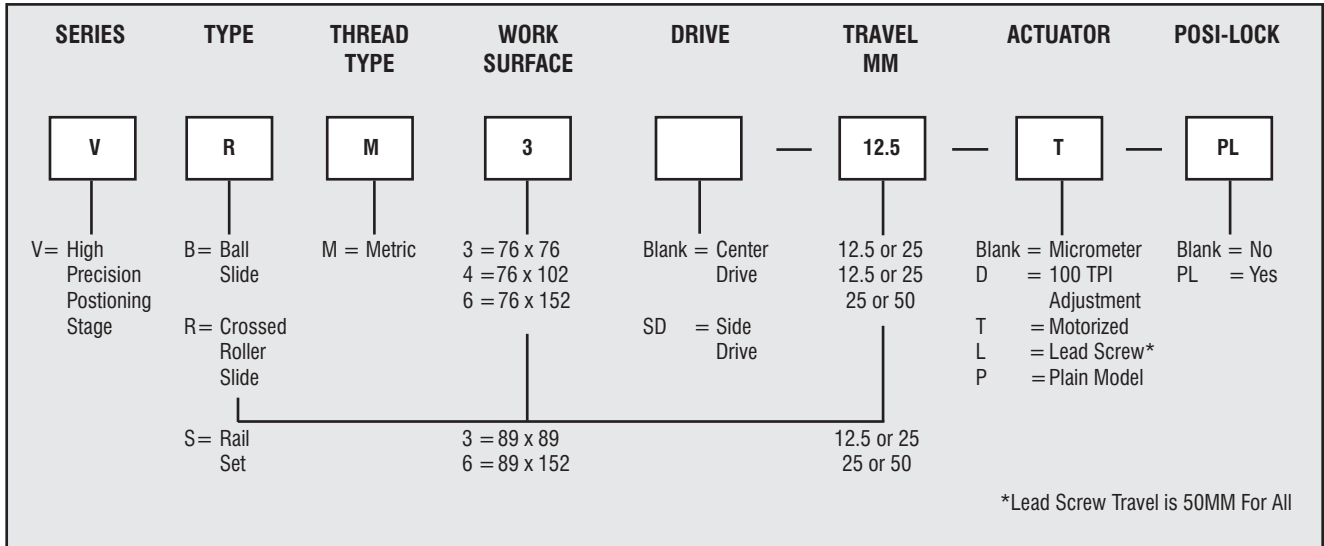 SERIES TYPE THREAD TYPE WORK SURFACE DRIVE TRAVEL MM ACTUATOR POSI-LOCK
V R M 3 — 12.5 — T — PL
V= High Precision Postioning Stage
B= Ball Slide
R= Crossed Roller Slide
M = Metric
3 = 76 x 76
4 = 76 x 102
6 = 76 x 152
Blank = Center Drive
SD = Side Drive
12.5 or 25
12.5 or 25
25 or 50
Blank = Micrometer
D = 100 TPI Adjustment
T = Motorized
L = Lead Screw*
P = Plain Model
Blank = No
PL = Yes
S= Rail Set
3 = 89 x 89
6 = 89 x 152
12.5 or 25
25 or 50
*Lead Screw Travel is 50MM For All